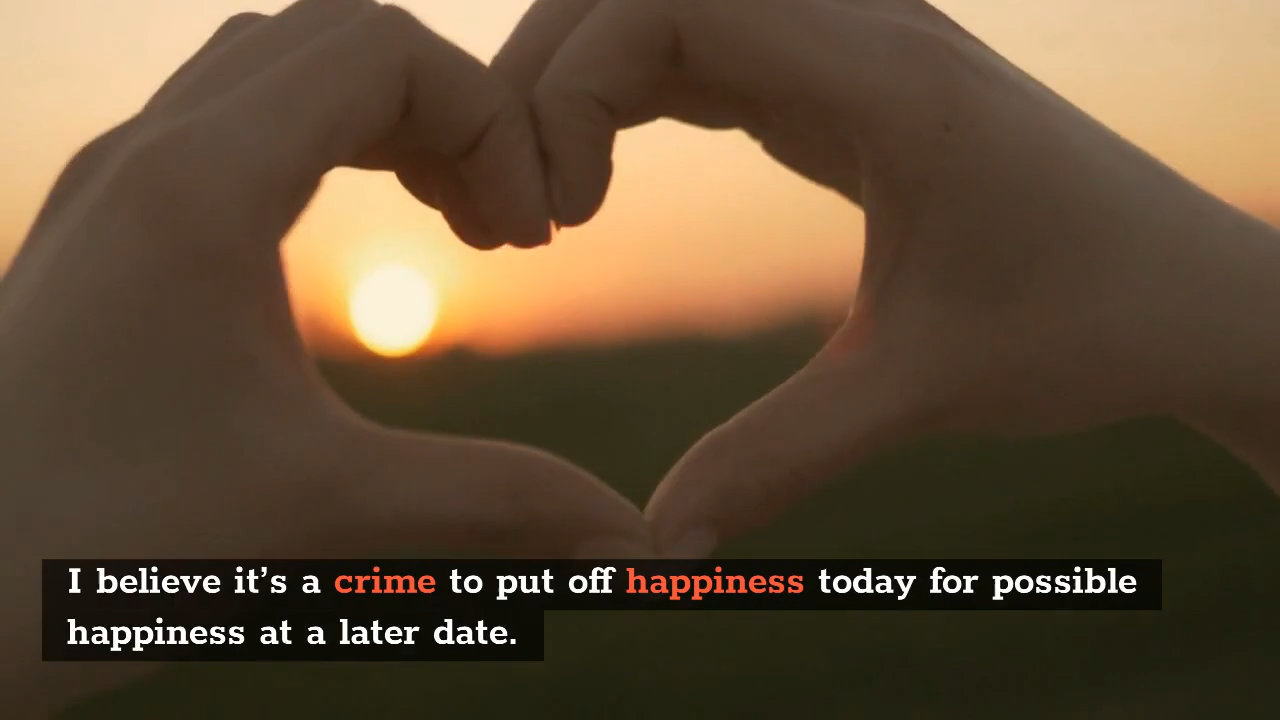 I believe it’s a crime to put off happiness today for possible
happiness at a later date.